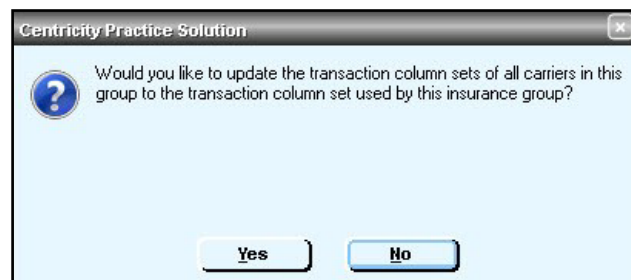 Centricity Practice Solution
Would you like to update the transaction column sets of all carriers in this
group to the transaction column set used by this insurance group?
Yes No